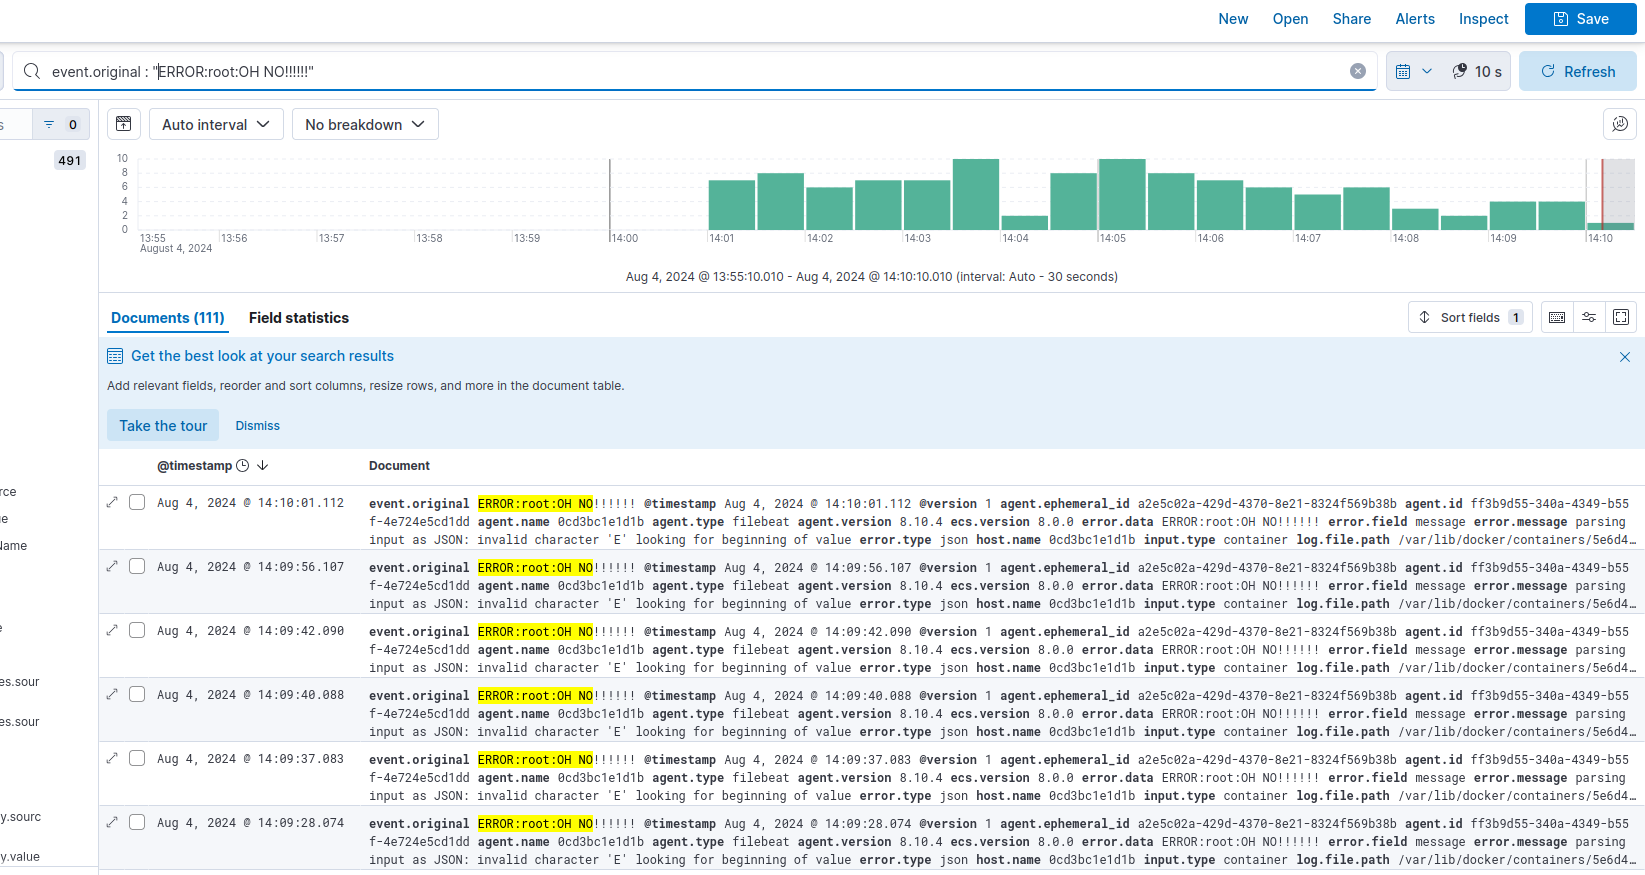 New Open Share Alerts Inspect Save
event.original : "ERROR:root:OH NO!!!!!!" 10 s Refresh
s 0 Auto interval No breakdown
491
10
8
6
4
2
0
13:55 13:56 13:57 13:58 13:59 14:00 14:01 14:02 14:03 14:04 14:05 14:06 14:07 14:08 14:09 14:10
August 4, 2024
Aug 4, 2024 @ 13:55:10.010 - Aug 4, 2024 @ 14:10:10.010 (interval: Auto - 30 seconds)
Documents (111) Field statistics Sort fields 1
Get the best look at your search results
Add relevant fields, reorder and sort columns, resize rows, and more in the document table.
Take the tour Dismiss
@timestamp Document
rce
e
Name
e
es.sour
es.sour
y.sourc
y.value
Aug 4, 2024 @ 14:10:01.112 event.original ERROR:root:OH NO!!!!!! @timestamp Aug 4, 2024 @ 14:10:01.112 @version 1 agent.ephemeral_id a2e5c02a-429d-4370-8e21-8324f569b38b agent.id ff3b9d55-340a-4349-b55
f-4e724e5cd1dd agent.name 0cd3bc1e1d1b agent.type filebeat agent.version 8.10.4 ecs.version 8.0.0 error.data ERROR:root:OH NO!!!!!! error.field message error.message parsing
input as JSON: invalid character 'E' looking for beginning of value error.type json host.name 0cd3bc1e1d1b input.type container log.file.path /var/lib/docker/containers/5e6d4…
Aug 4, 2024 @ 14:09:56.107 event.original ERROR:root:OH NO!!!!!! @timestamp Aug 4, 2024 @ 14:09:56.107 @version 1 agent.ephemeral_id a2e5c02a-429d-4370-8e21-8324f569b38b agent.id ff3b9d55-340a-4349-b55
f-4e724e5cd1dd agent.name 0cd3bc1e1d1b agent.type filebeat agent.version 8.10.4 ecs.version 8.0.0 error.data ERROR:root:OH NO!!!!!! error.field message error.message parsing
input as JSON: invalid character 'E' looking for beginning of value error.type json host.name 0cd3bc1e1d1b input.type container log.file.path /var/lib/docker/containers/5e6d4…
Aug 4, 2024 @ 14:09:42.090 event.original ERROR:root:OH NO!!!!!! @timestamp Aug 4, 2024 @ 14:09:42.090 @version 1 agent.ephemeral_id a2e5c02a-429d-4370-8e21-8324f569b38b agent.id ff3b9d55-340a-4349-b55
f-4e724e5cd1dd agent.name 0cd3bc1e1d1b agent.type filebeat agent.version 8.10.4 ecs.version 8.0.0 error.data ERROR:root:OH NO!!!!!! error.field message error.message parsing
input as JSON: invalid character 'E' looking for beginning of value error.type json host.name 0cd3bc1e1d1b input.type container log.file.path /var/lib/docker/containers/5e6d4…
Aug 4, 2024 @ 14:09:40.088 event.original ERROR:root:OH NO!!!!!! @timestamp Aug 4, 2024 @ 14:09:40.088 @version 1 agent.ephemeral_id a2e5c02a-429d-4370-8e21-8324f569b38b agent.id ff3b9d55-340a-4349-b55
f-4e724e5cd1dd agent.name 0cd3bc1e1d1b agent.type filebeat agent.version 8.10.4 ecs.version 8.0.0 error.data ERROR:root:OH NO!!!!!! error.field message error.message parsing
input as JSON: invalid character 'E' looking for beginning of value error.type json host.name 0cd3bc1e1d1b input.type container log.file.path /var/lib/docker/containers/5e6d4…
Aug 4, 2024 @ 14:09:37.083 event.original ERROR:root:OH NO!!!!!! @timestamp Aug 4, 2024 @ 14:09:37.083 @version 1 agent.ephemeral_id a2e5c02a-429d-4370-8e21-8324f569b38b agent.id ff3b9d55-340a-4349-b55
f-4e724e5cd1dd agent.name 0cd3bc1e1d1b agent.type filebeat agent.version 8.10.4 ecs.version 8.0.0 error.data ERROR:root:OH NO!!!!!! error.field message error.message parsing
input as JSON: invalid character 'E' looking for beginning of value error.type json host.name 0cd3bc1e1d1b input.type container log.file.path /var/lib/docker/containers/5e6d4…
Aug 4, 2024 @ 14:09:28.074 event.original ERROR:root:OH NO!!!!!! @timestamp Aug 4, 2024 @ 14:09:28.074 @version 1 agent.ephemeral_id a2e5c02a-429d-4370-8e21-8324f569b38b agent.id ff3b9d55-340a-4349-b55
f-4e724e5cd1dd agent.name 0cd3bc1e1d1b agent.type filebeat agent.version 8.10.4 ecs.version 8.0.0 error.data ERROR:root:OH NO!!!!!! error.field message error.message parsing
input as JSON: invalid character 'E' looking for beginning of value error.type json host.name 0cd3bc1e1d1b input.type container log.file.path /var/lib/docker/containers/5e6d4…